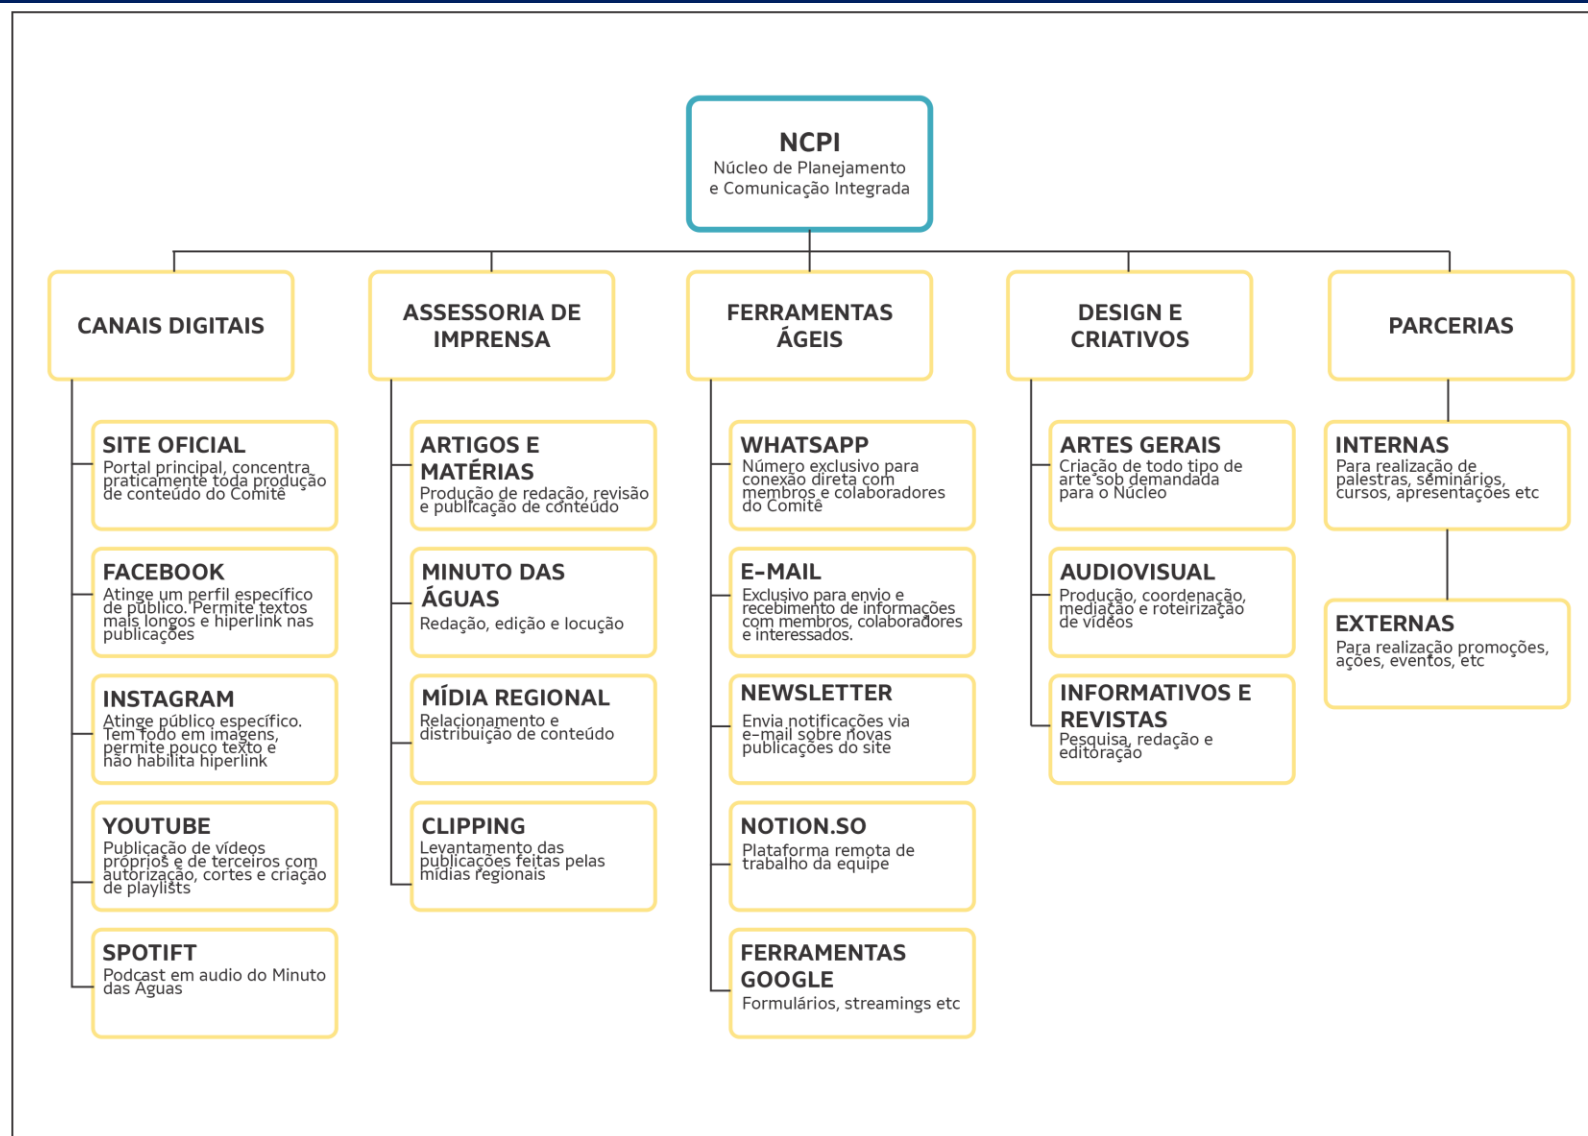 NCPI
Núcleo de Planejamento
e Comunicação Integrada
CANAIS DIGITAIS
SITE OFICIAL
Portal principal, concentra
praticamente toda produção
de conteúdo do Comitê
FACEBOOK
Atinge um perfil específico
de público. Permite textos
mais longos e hiperlink nas
publicações
INSTAGRAM
Atinge público específico.
Tem fodo em imagens,
permite pouco texto e
não habilita hiperlink
YOUTUBE
Publicação de vídeos
próprios e de terceiros com
autorização, cortes e criação
de playlists
SPOTIFT
Podcast em audio do Minuto
das Águas
ASSESSORIA DE
IMPRENSA
ARTIGOS E
MATÉRIAS
Produção de redação, revisão
e publicação de conteúdo
MINUTO DAS
ÁGUAS
Redação, edição e locução
MÍDIA REGIONAL
Relacionamento e
distribuição de conteúdo
CLIPPING
Levantamento das
publicações feitas pelas
mídias regionais
FERRAMENTAS
ÁGEIS
WHATSAPP
Número exclusivo para
conexão direta com
membros e colaboradores
do Comitê
E-MAIL
Exclusivo para envio e
recebimento de informações
com membros, colaboradores
e interessados.
NEWSLETTER
Envia notificações via
e-mail sobre novas
publicações do site
NOTION.SO
Plataforma remota de
trabalho da equipe
FERRAMENTAS
GOOGLE
Formulários, streamings etc
DESIGN E
CRIATIVOS
ARTES GERAIS
Criação de todo tipo de
arte sob demandada
para o Núcleo
AUDIOVISUAL
Produção, coordenação,
mediação e roteirização
de vídeos
INFORMATIVOS E
REVISTAS
Pesquisa, redação e
editoração
PARCERIAS
INTERNAS
Para realização de
palestras, seminários,
cursos, apresentações etc
EXTERNAS
Para realização promoções,
ações, eventos, etc